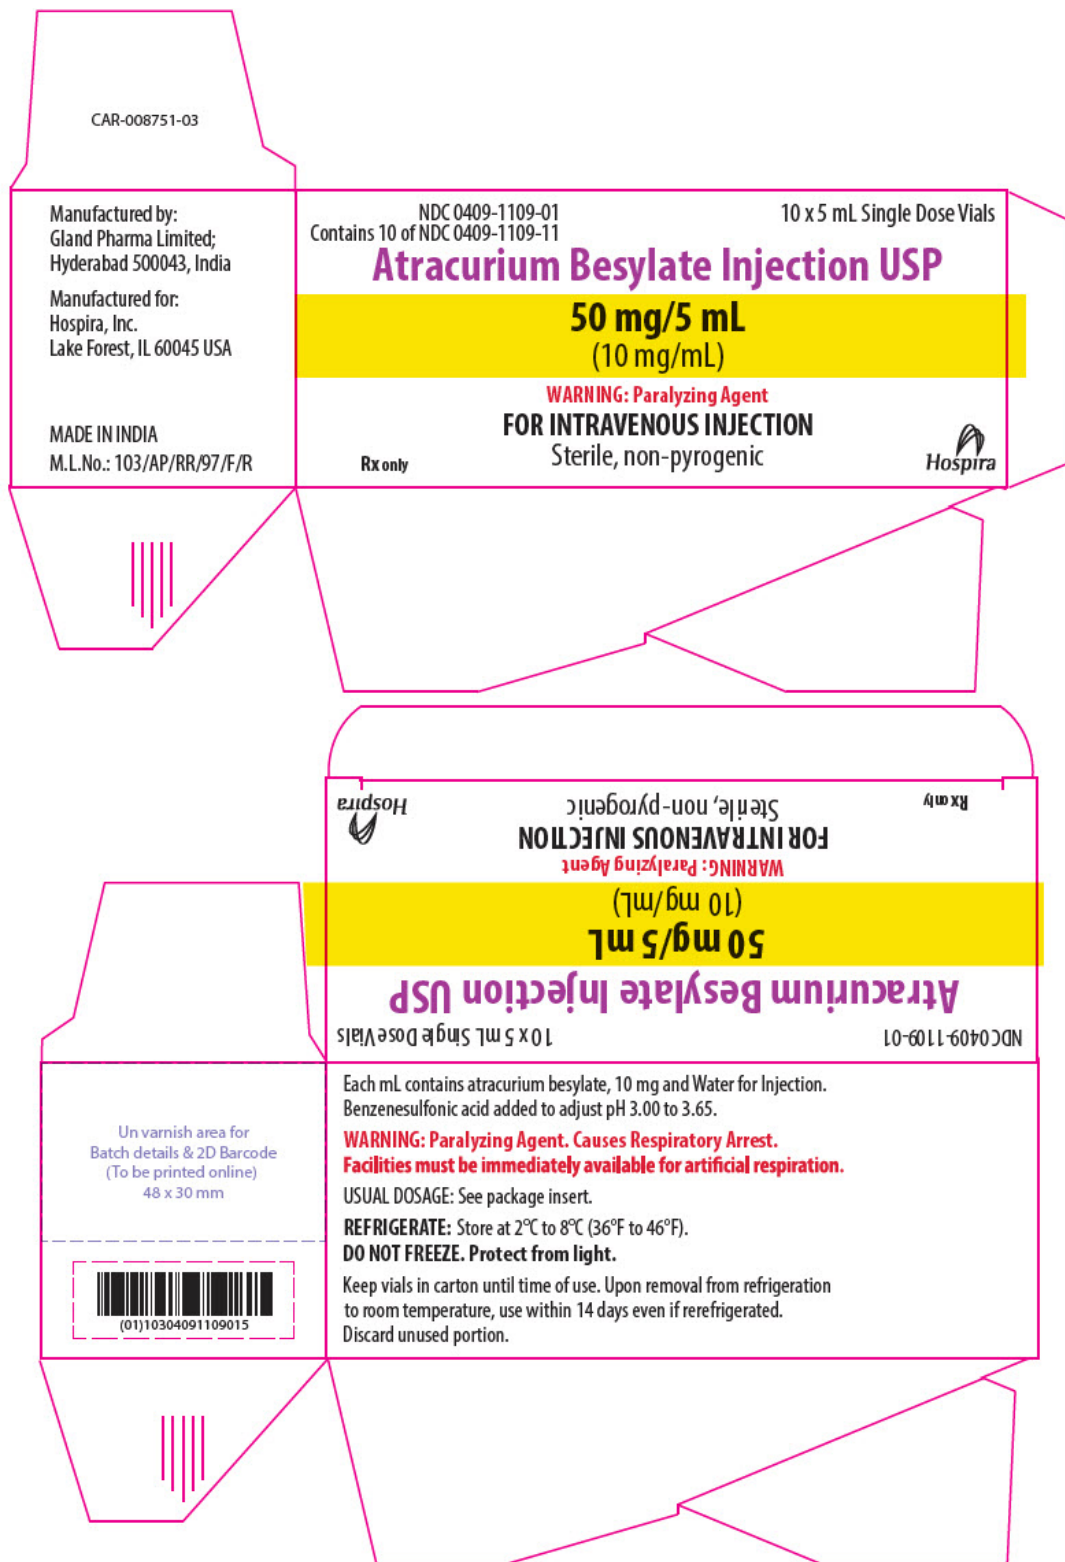 CAR-008751-03
Manufactured by:
Gland Pharma Limited;
Hyderabad 500043, India
Manufactured for:
Hospira, Inc.
Lake Forest, IL 60045 USA
MADE IN INDIA
M.L.No.: 103/AP/RR/97/F/R
NDC 0409-1109-01
Contains 10 of NDC 0409-1109-11
10 x 5 mL Single Dose Vials
Atracurium Besylate Injection USP
50 mg/5 mL
(10 mg/mL)
WARNING: Paralyzing Agent
FOR INTRAVENOUS INJECTION
Sterile, non-pyrogenic
Rx only
Hospira
NDC 0409-1109-01
10 x 5 mL Single Dose Vials
Atracurium Besylate Injection USP
50 mg/5 mL
(10 mg/mL)
WARNING: Paralyzing Agent
FOR INTRAVENOUS INJECTION
Sterile, non-pyrogenic
Rx only
Hospira
Un varnish area for
Batch details & 2D Barcode
(To be printed online)
48 x 30 mm
(01)10304091109015
Each mL contains atracurium besylate, 10 mg and Water for Injection.
Benzenesulfonic acid added to adjust pH 3.00 to 3.65.
WARNING: Paralyzing Agent. Causes Respiratory Arrest.
Facilities must be immediately available for artificial respiration.
USUAL DOSAGE: See package insert.
REFRIGERATE: Store at 2°C to 8°C (36°F to 46°F).
DO NOT FREEZE. Protect from light.
Keep vials in carton until time of use. Upon removal from refrigeration
to room temperature, use within 14 days even if rerefrigerated.
Discard unused portion.